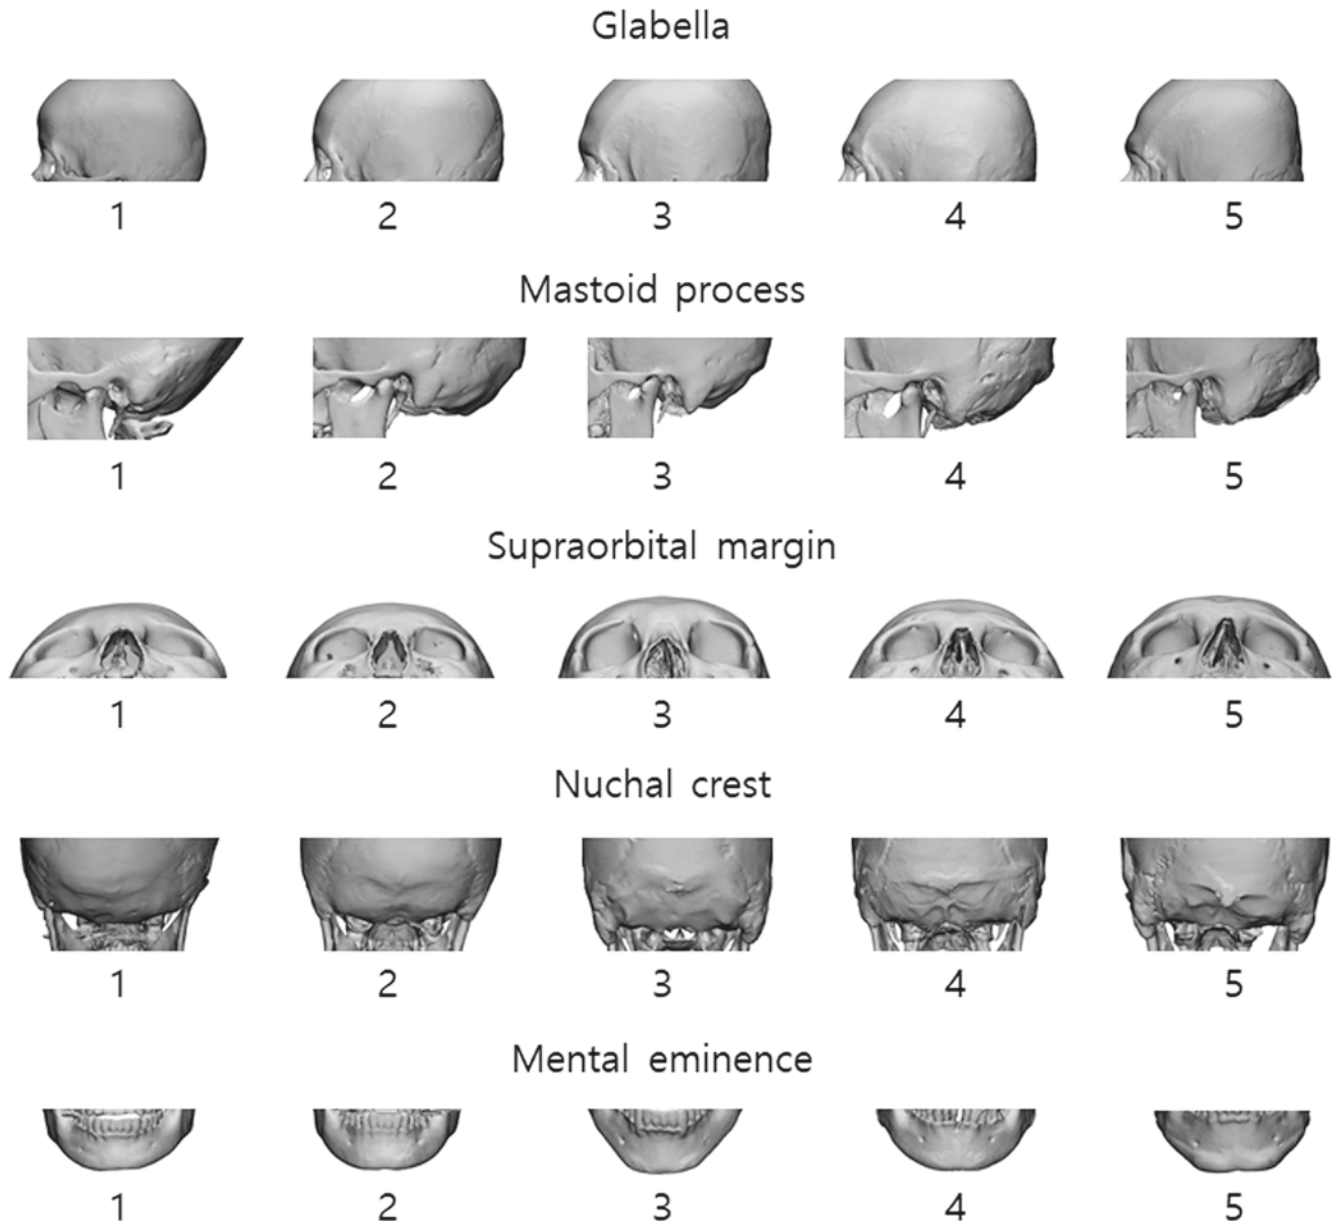 Glabella
1 2 3 4 5
Mastoid process
1 2 3 4 5
Supraorbital margin
1 2 3 4 5
Nuchal crest
1 2 3 4 5
Mental eminence
1 2 3 4 5